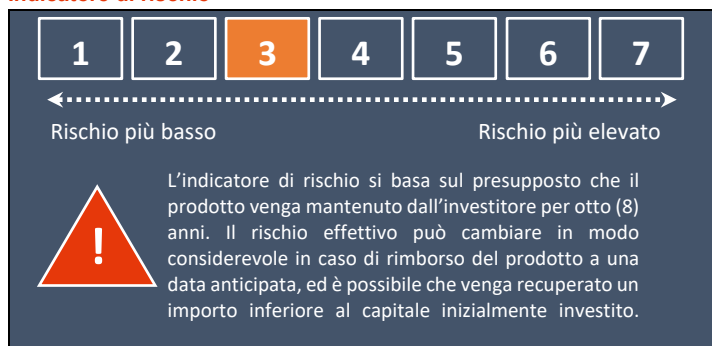 Indicatore di rischio
1 2 3 4 5 6 7
Rischio più basso Rischio più elevato
!
L’indicatore di rischio si basa sul presupposto che il
prodotto venga mantenuto dall’investitore per otto (8)
anni. Il rischio effettivo può cambiare in modo
considerevole in caso di rimborso del prodotto a una
data anticipata, ed è possibile che venga recuperato un
importo inferiore al capitale inizialmente investito.